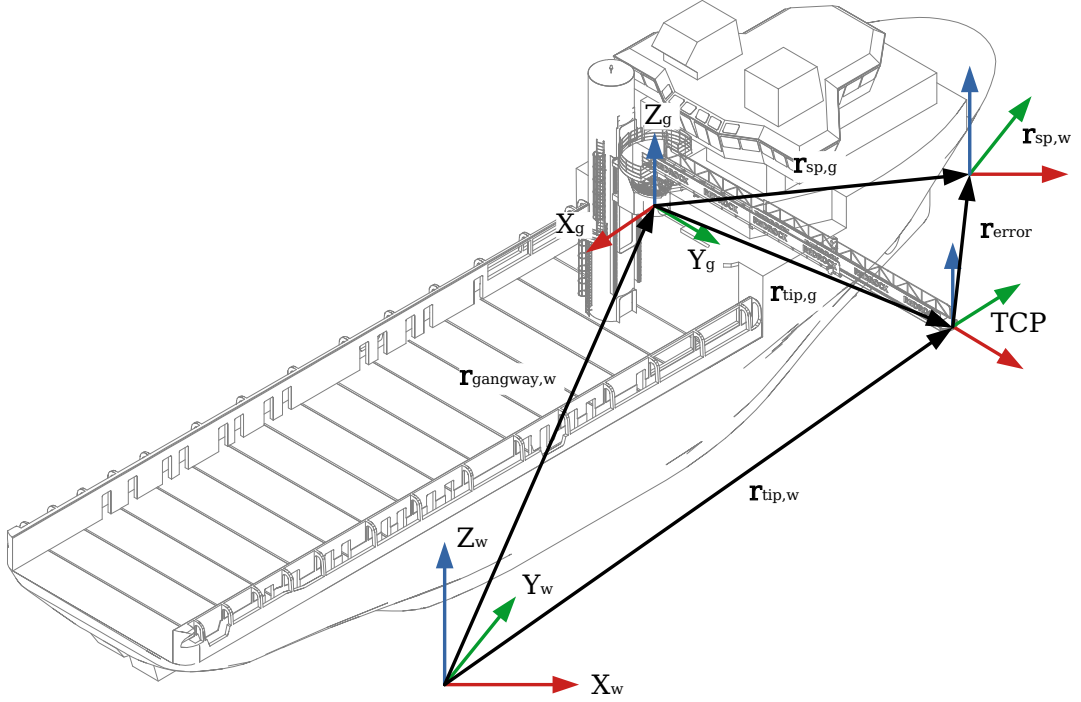 Zg
rsp,w
rsp,g
Xg
rerror
Yg
rtip,g
TCP
rgangway,w
rtip,w
Zw
Yw
Xw